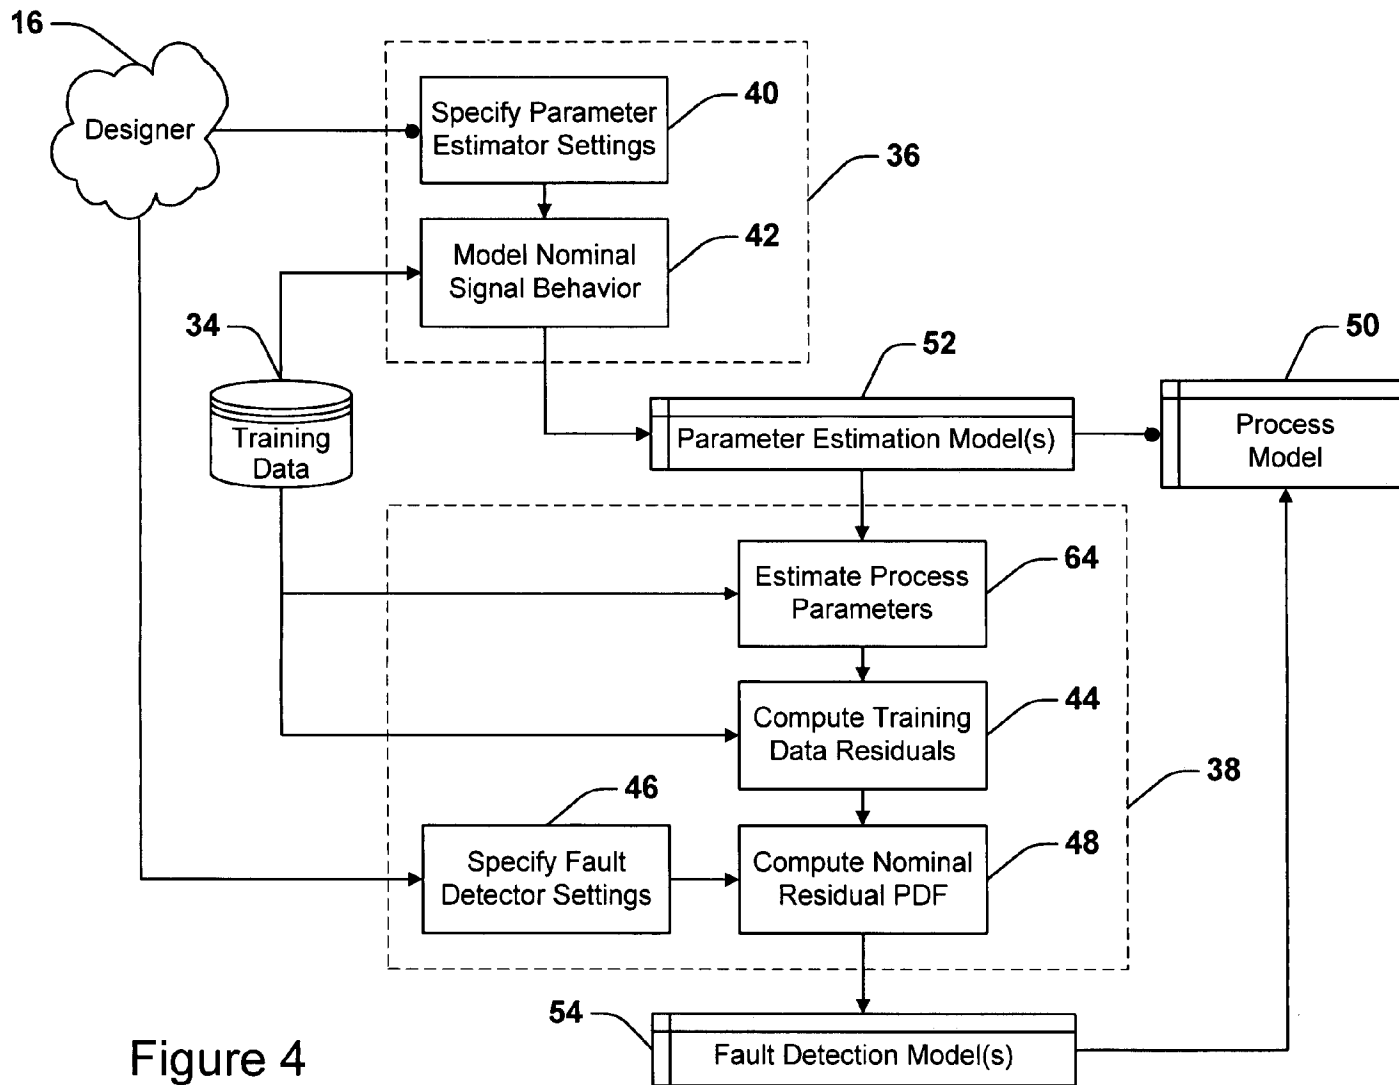 16
Designer
40
Specify Parameter
Estimator Settings
36
42
Model Nominal
Signal Behavior
34
Training
Data
52
Parameter Estimation Model(s)
50
Process
Model
64
Estimate Process
Parameters
44
Compute Training
Data Residuals
38
46
Specify Fault
Detector Settings
48
Compute Nominal
Residual PDF
54
Fault Detection Model(s)
Figure 4